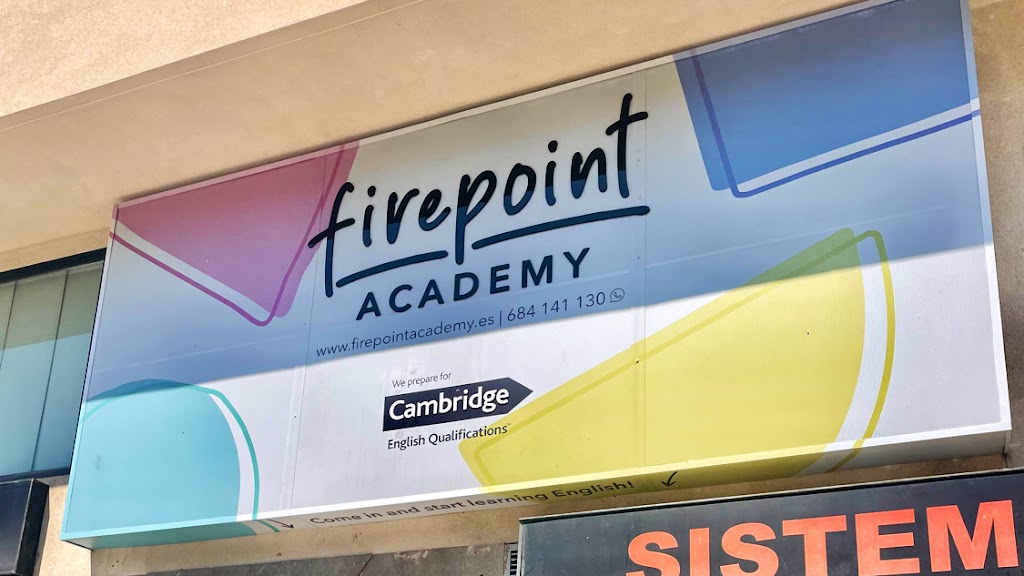 firepoint
ACADEMY
www.firepointacademy.es | 684 141 130
We prepare for
Cambridge
English Qualifications™
Come in and start learning English!
SISTEM